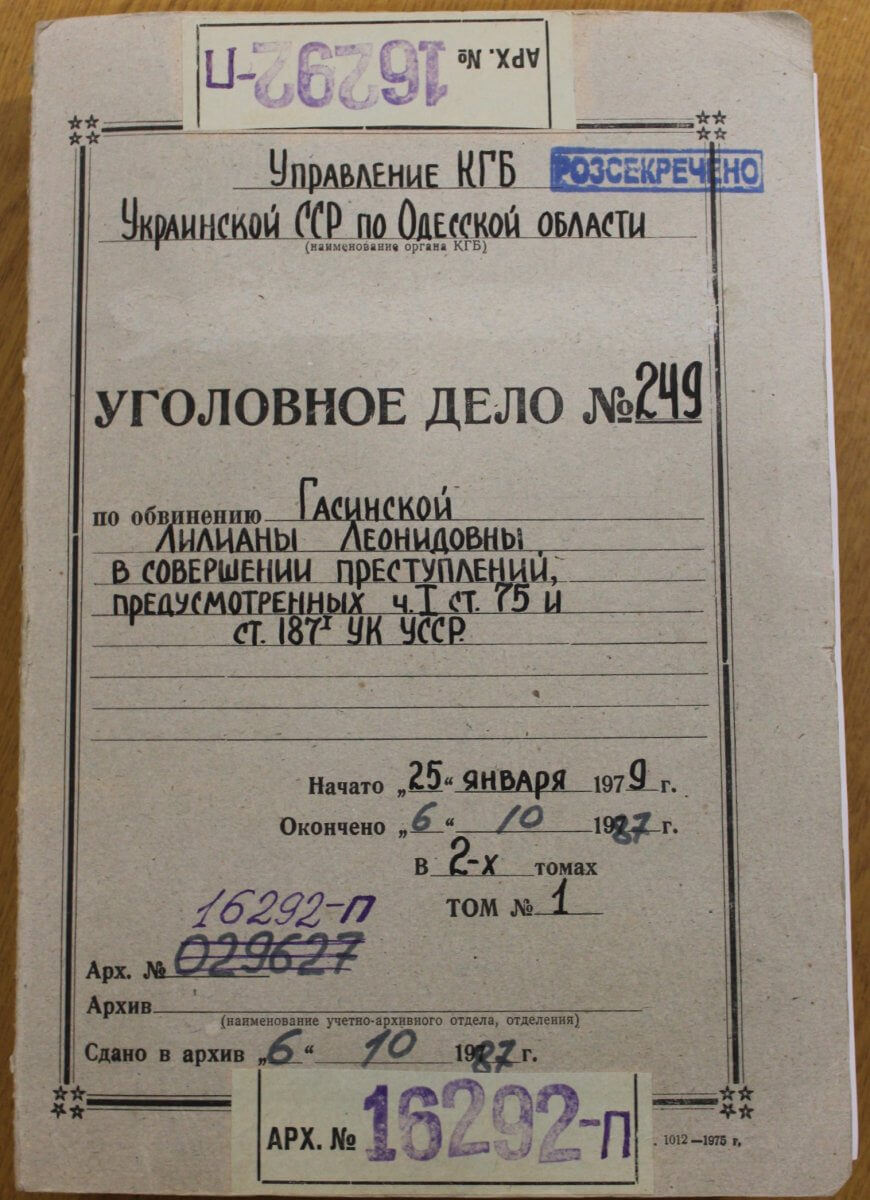 АРХ. № 16292-П
Управление КГБ
РОЗСЕКРЕЧЕНО
Украинской ССР по Одесской области
(наименование органа КГБ)
УГОЛОВНОЕ ДЕЛО № 249
по обвинению Гасинской
Лилианы Леонидовны
в совершении преступлений,
предусмотренных ч. I ст. 75 и
ст. 187¹ УК УССР
Начато „25“ января 1979 г.
Окончено „6“ 10 1987 г.
В 2-х томах
ТОМ № 1
16292-П
Арх. № 029627
Архив
(наименование учетно-архивного отдела, отделения)
Сдано в архив „6“ 10 1987 г.
АРХ. № 16292-П
. 1012—1975 г,